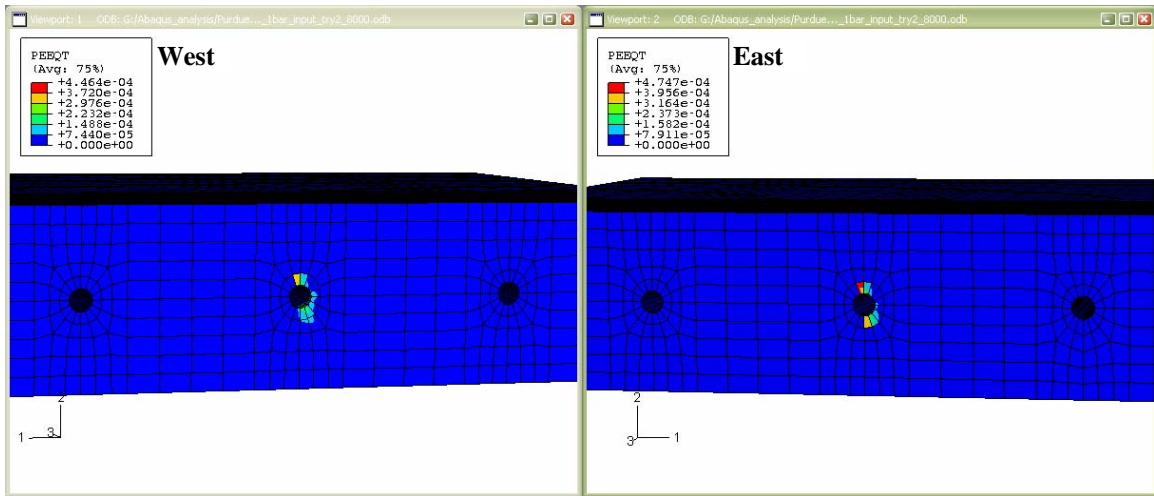 Viewport: 1 ODB: G:/Abaqus_analysis/Purdue..._1bar_input_try2_8000.odb
PEEQT
(Avg: 75%)
+4.464e-04
+3.720e-04
+2.976e-04
+2.232e-04
+1.488e-04
+7.440e-05
+0.000e+00
West
2
1
3
Viewport: 2 ODB: G:/Abaqus_analysis/Purdue..._1bar_input_try2_8000.odb
PEEQT
(Avg: 75%)
+4.747e-04
+3.956e-04
+3.164e-04
+2.373e-04
+1.582e-04
+7.911e-05
+0.000e+00
East
2
3
1